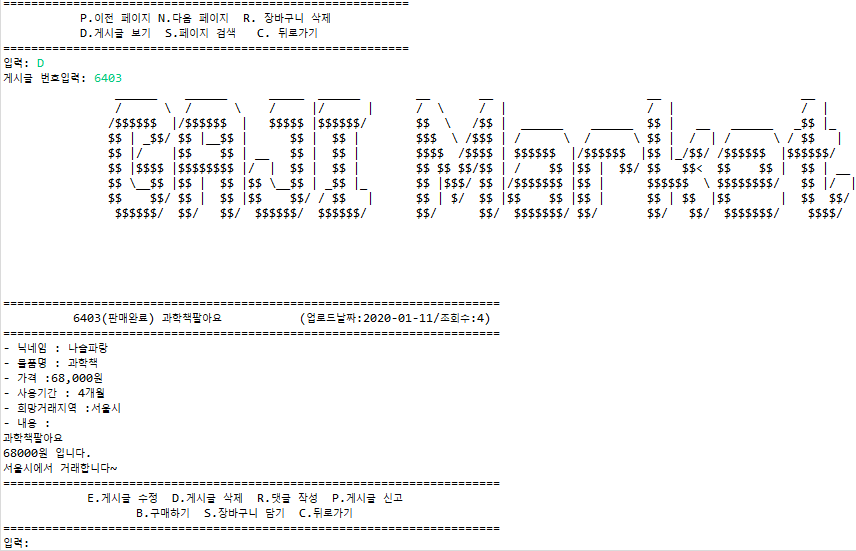 ==========================================================
P.이전 페이지 N.다음 페이지  R. 장바구니 삭제
D.게시글 보기  S.페이지 검색   C. 뒤로가기
==========================================================
입력: D
게시글 번호입력: 6403
GAJI Market
=======================================================================
6403(판매완료) 과학책팔아요           (업로드날짜:2020-01-11/조회수:4)
=======================================================================
- 닉네임 : 나슬파랑
- 물품명 : 과학책
- 가격 :68,000원
- 사용기간 : 4개월
- 희망거래지역 :서울시
- 내용 :
과학책팔아요
68000원 입니다.
서울시에서 거래합니다~
=======================================================================
E.게시글 수정  D.게시글 삭제  R.댓글 작성  P.게시글 신고
B.구매하기  S.장바구니 담기  C.뒤로가기
=======================================================================
입력: